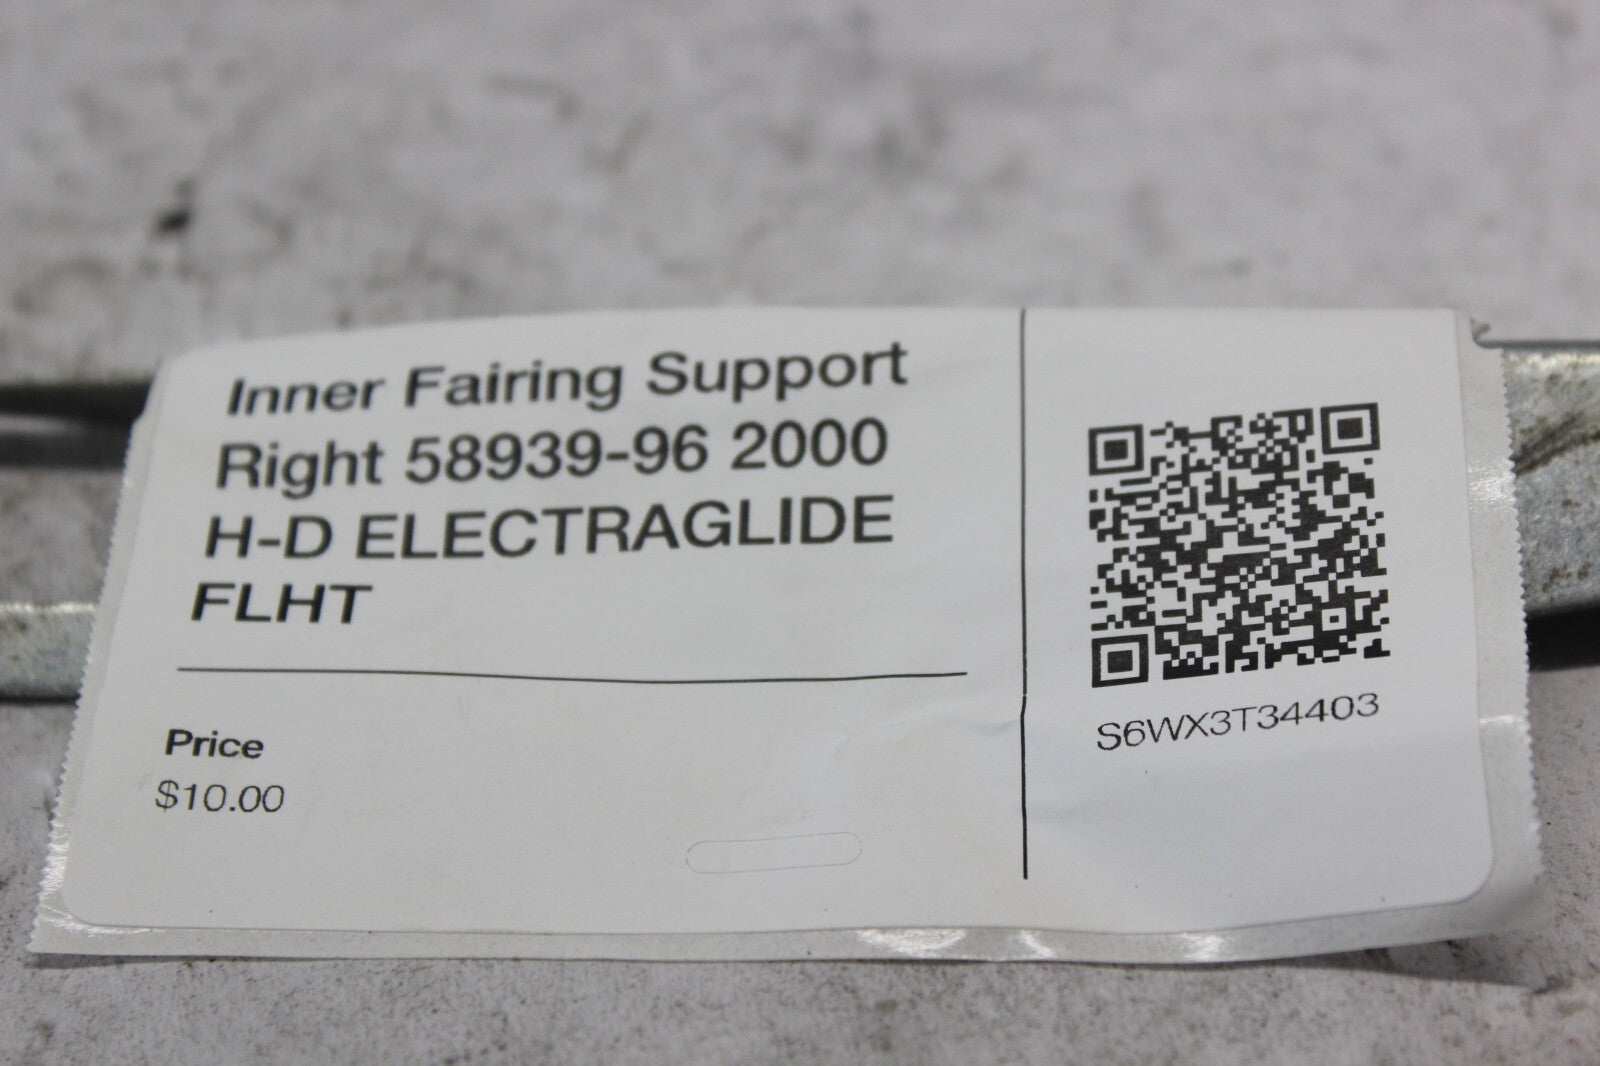 Inner Fairing Support
Right 58939-96 2000
H-D ELECTRAGLIDE
FLHT
Price
$10.00
S6WX3T34403